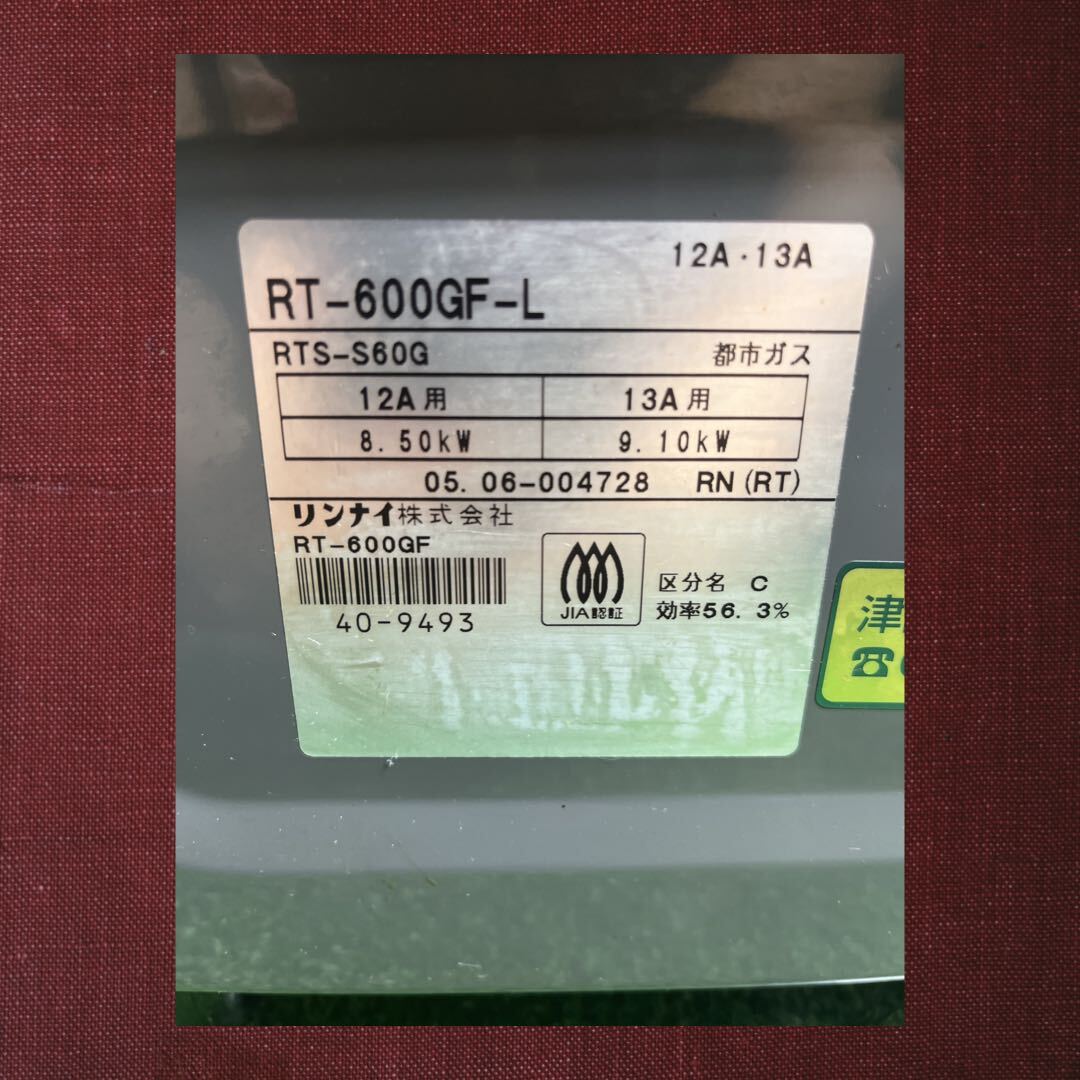 12A・13A
RT-600GF-L
RTS-S60G 都市ガス
12A用 13A用
8.50kW 9.10kW
05.06-004728 RN(RT)
リンナイ株式会社
RT-600GF
40-9493
JIA認証
区分名 C
効率56.3%
津
☎